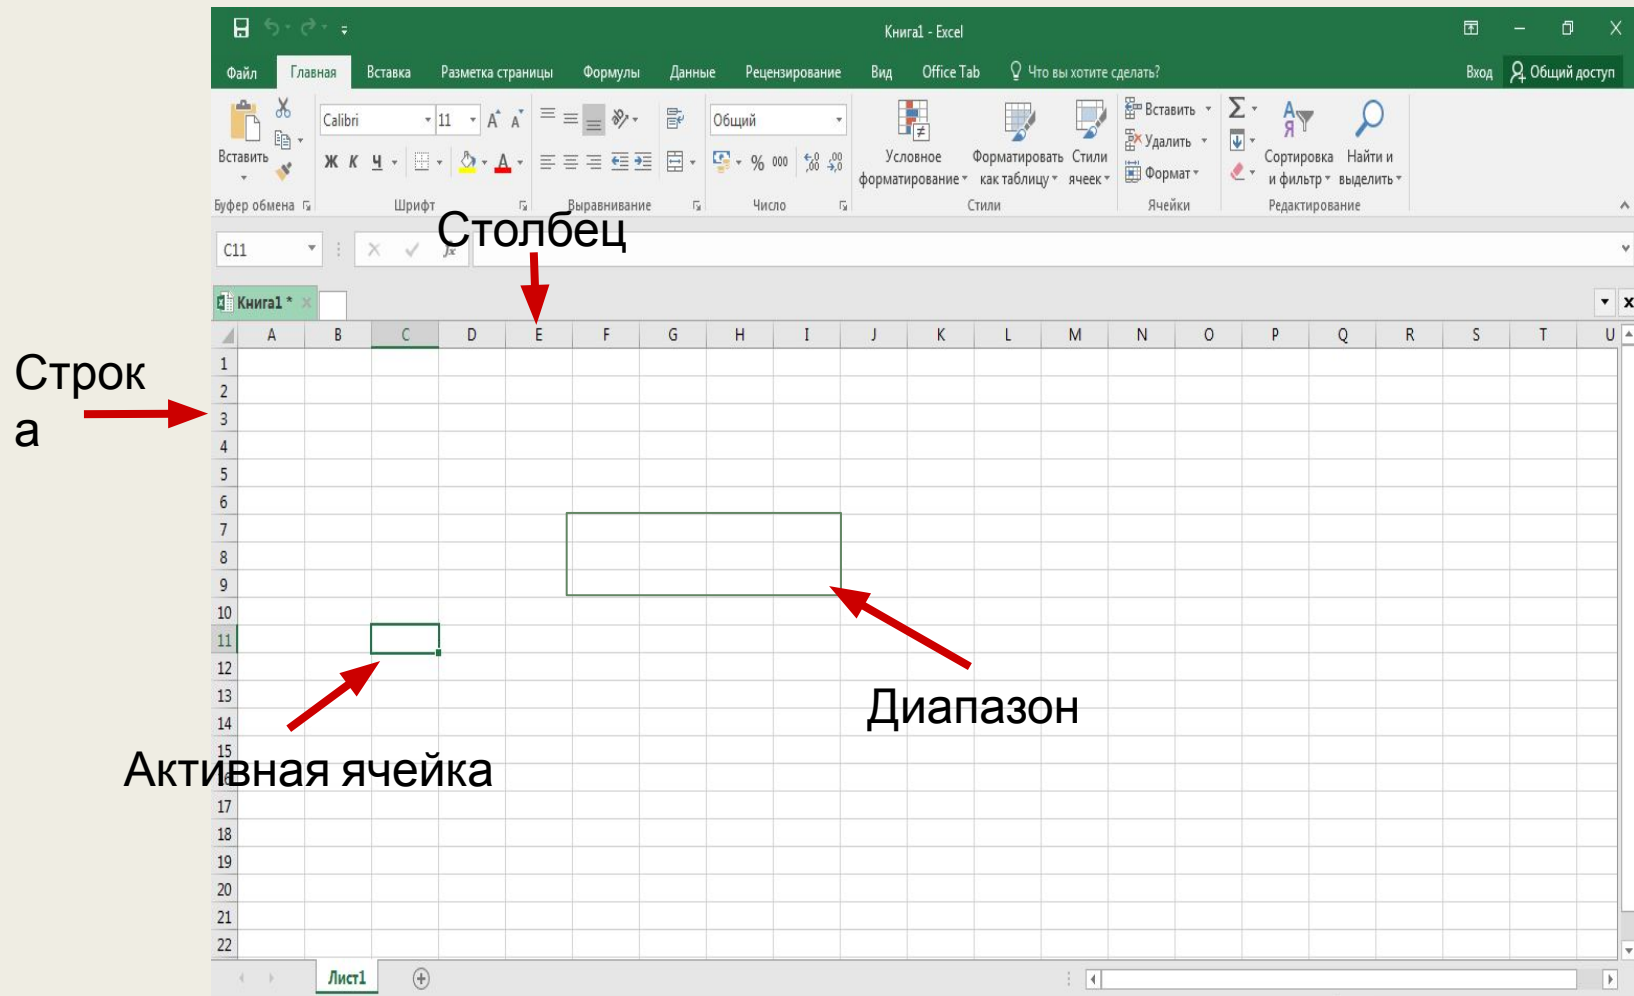 Книга1 - Excel
Файл Главная Вставка Разметка страницы Формулы Данные Рецензирование Вид Office Tab Что вы хотите сделать? Вход Общий доступ
Вставить
Calibri 11
Ж К Ч
Общий
% 000
Условное форматирование
Форматировать как таблицу
Стили ячеек
Вставить
Удалить
Формат
Сортировка и фильтр
Найти и выделить
Буфер обмена Шрифт Выравнивание Число Стили Ячейки Редактирование
Столбец
C11
Книга1 *
A B C D E F G H I J K L M N O P Q R S T U
Строк
а
1
2
3
4
5
6
7
8
9
10
11
12
13
14
15
17
18
19
20
21
22
Диапазон
Активная ячейка
Лист1